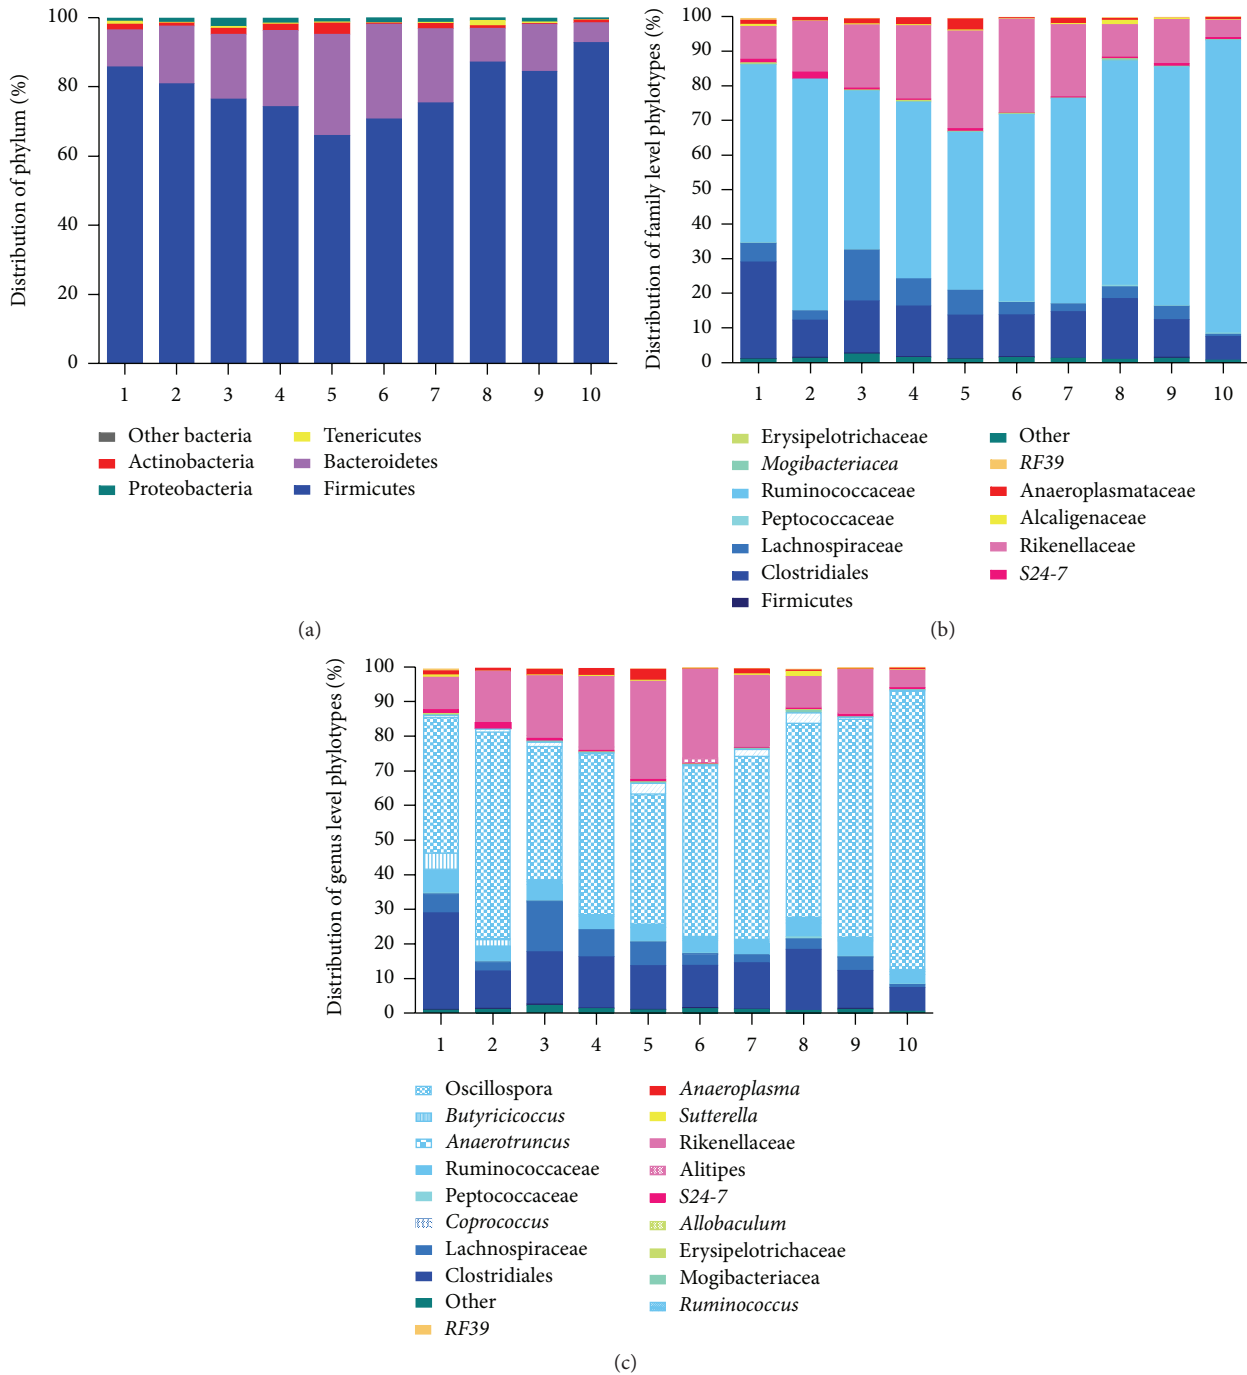 Distribution of phylum (%)
100
80
60
40
20
0
1 2 3 4 5 6 7 8 9 10
Other bacteria
Actinobacteria
Proteobacteria
Tenericutes
Bacteroidetes
Firmicutes
(a)
Distribution of family level phylotypes (%)
100
90
80
70
60
50
40
30
20
10
0
1 2 3 4 5 6 7 8 9 10
Erysipelotrichaceae
Mogibacteriacea
Ruminococcaceae
Peptococcaceae
Lachnospiraceae
Clostridiales
Firmicutes
Other
RF39
Anaeroplasmataceae
Alcaligenaceae
Rikenellaceae
S24-7
(b)
Distribution of genus level phylotypes (%)
100
90
80
70
60
50
40
30
20
10
0
1 2 3 4 5 6 7 8 9 10
Oscillospora
Butyricicoccus
Anaerotruncus
Ruminococcaceae
Peptococcaceae
Coprococcus
Lachnospiraceae
Clostridiales
Other
RF39
Anaeroplasma
Sutterella
Rikenellaceae
Alitipes
S24-7
Allobaculum
Erysipelotrichaceae
Mogibacteriacea
Ruminococcus
(c)